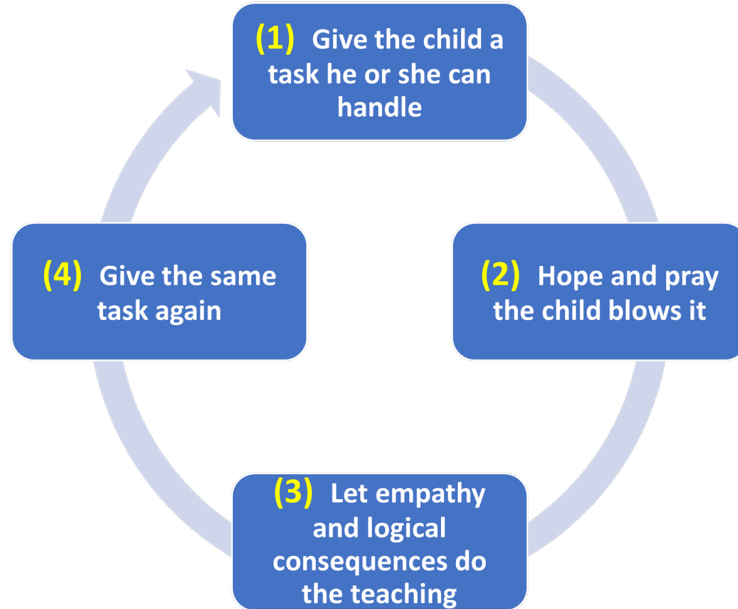 (1) Give the child a
task he or she can
handle
(2) Hope and pray
the child blows it
(3) Let empathy
and logical
consequences do
the teaching
(4) Give the same
task again